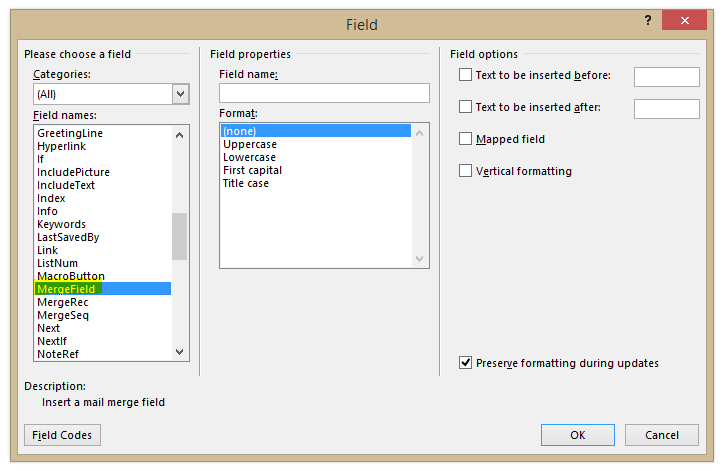 Field
?
Please choose a field
Categories:
(All)
Field names:
GreetingLine
Hyperlink
If
IncludePicture
IncludeText
Index
Info
Keywords
LastSavedBy
Link
ListNum
MacroButton
MergeField
MergeRec
MergeSeq
Next
NextIf
NoteRef
Field properties
Field name:
Format:
(none)
Uppercase
Lowercase
First capital
Title case
Field options
Text to be inserted before:
Text to be inserted after:
Mapped field
Vertical formatting
Preserve formatting during updates
Description:
Insert a mail merge field
Field Codes
OK
Cancel